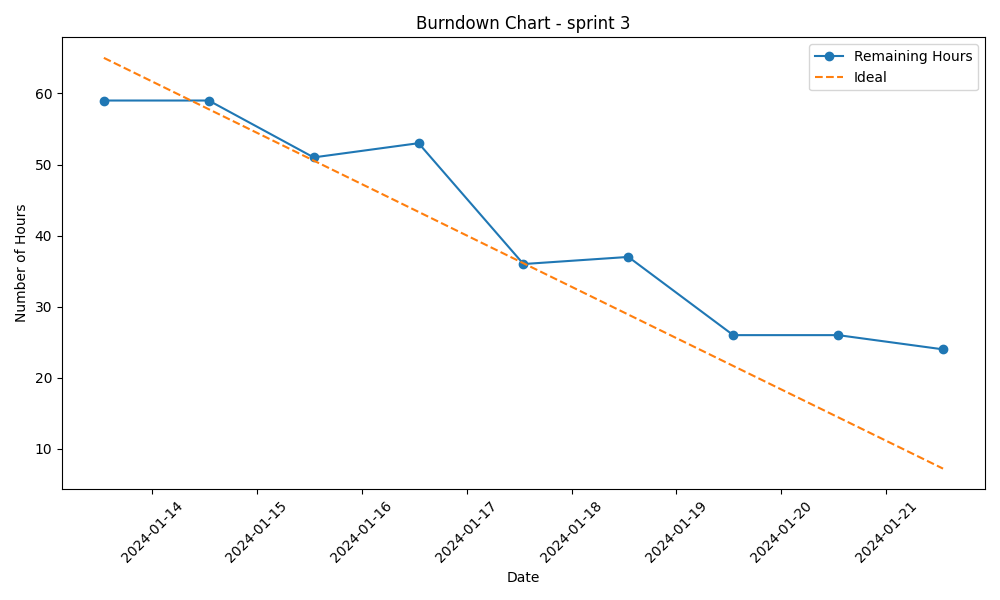 Burndown Chart - sprint 3
Remaining Hours
Ideal
60
50
40
30
20
10
Number of Hours
2024-01-14
2024-01-15
2024-01-16
2024-01-17
2024-01-18
2024-01-19
2024-01-20
2024-01-21
Date